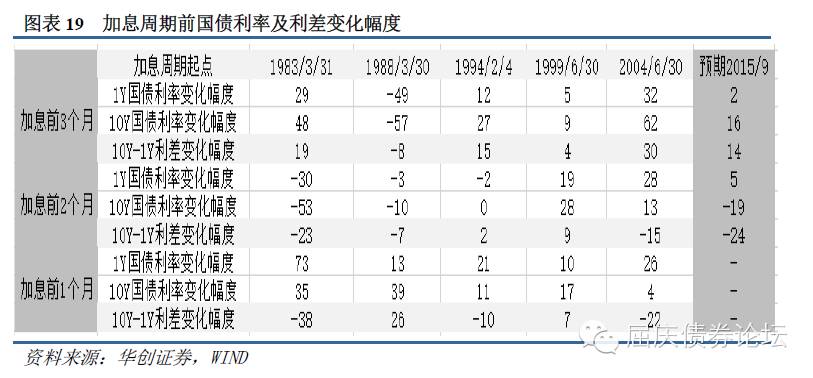 图表 19 加息周期前国债利率及利差变化幅度
加息周期起点 1983/3/31 1988/3/30 1994/2/4 1999/6/30 2004/6/30 预期2015/9
加息前3个月
1Y国债利率变化幅度 29 -49 12 5 32 2
10Y国债利率变化幅度 48 -57 27 9 62 16
10Y-1Y利差变化幅度 19 -8 15 4 30 14
加息前2个月
1Y国债利率变化幅度 -30 -3 -2 19 28 5
10Y国债利率变化幅度 -53 -10 0 28 13 -19
10Y-1Y利差变化幅度 -23 -7 2 9 -15 -24
加息前1个月
1Y国债利率变化幅度 73 13 21 10 26 -
10Y国债利率变化幅度 35 39 11 17 4 -
10Y-1Y利差变化幅度 -38 26 -10 7 -22 -
资料来源：华创证券，WIND
屈庆债券论坛